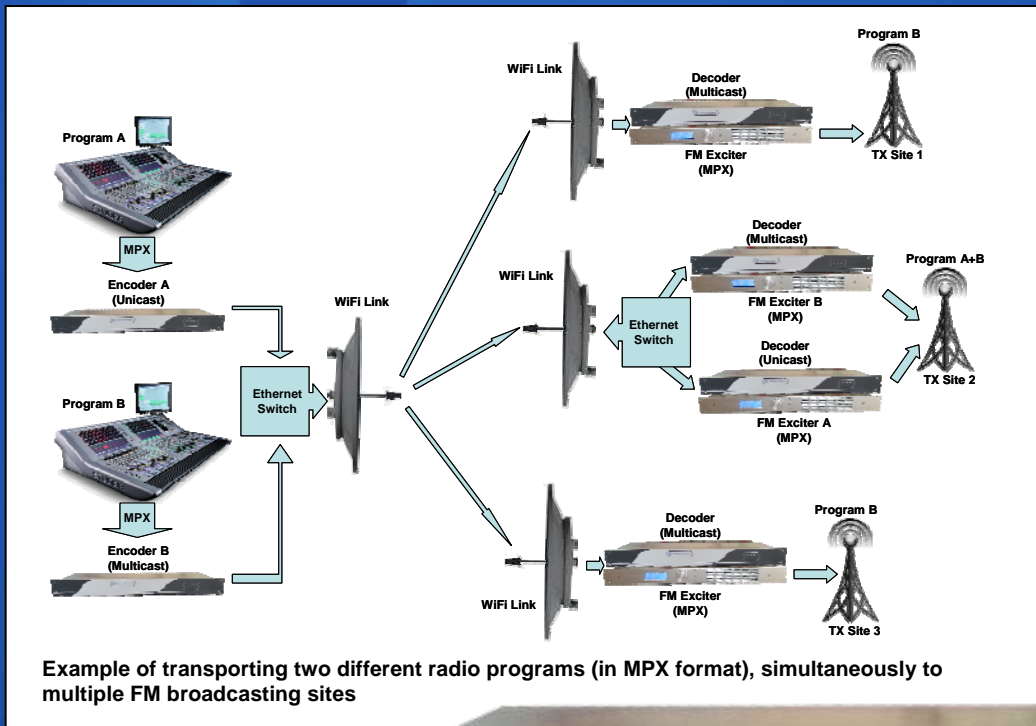 Program A
MPX
Encoder A
(Unicast)
Program B
MPX
Encoder B
(Multicast)
Ethernet
Switch
WiFi Link
WiFi Link
Decoder
(Multicast)
FM Exciter
(MPX)
Program B
TX Site 1
WiFi Link
Ethernet
Switch
Decoder
(Multicast)
FM Exciter B
(MPX)
Decoder
(Unicast)
FM Exciter A
(MPX)
Program A+B
TX Site 2
WiFi Link
Decoder
(Multicast)
FM Exciter
(MPX)
Program B
TX Site 3
Example of transporting two different radio programs (in MPX format), simultaneously to
multiple FM broadcasting sites